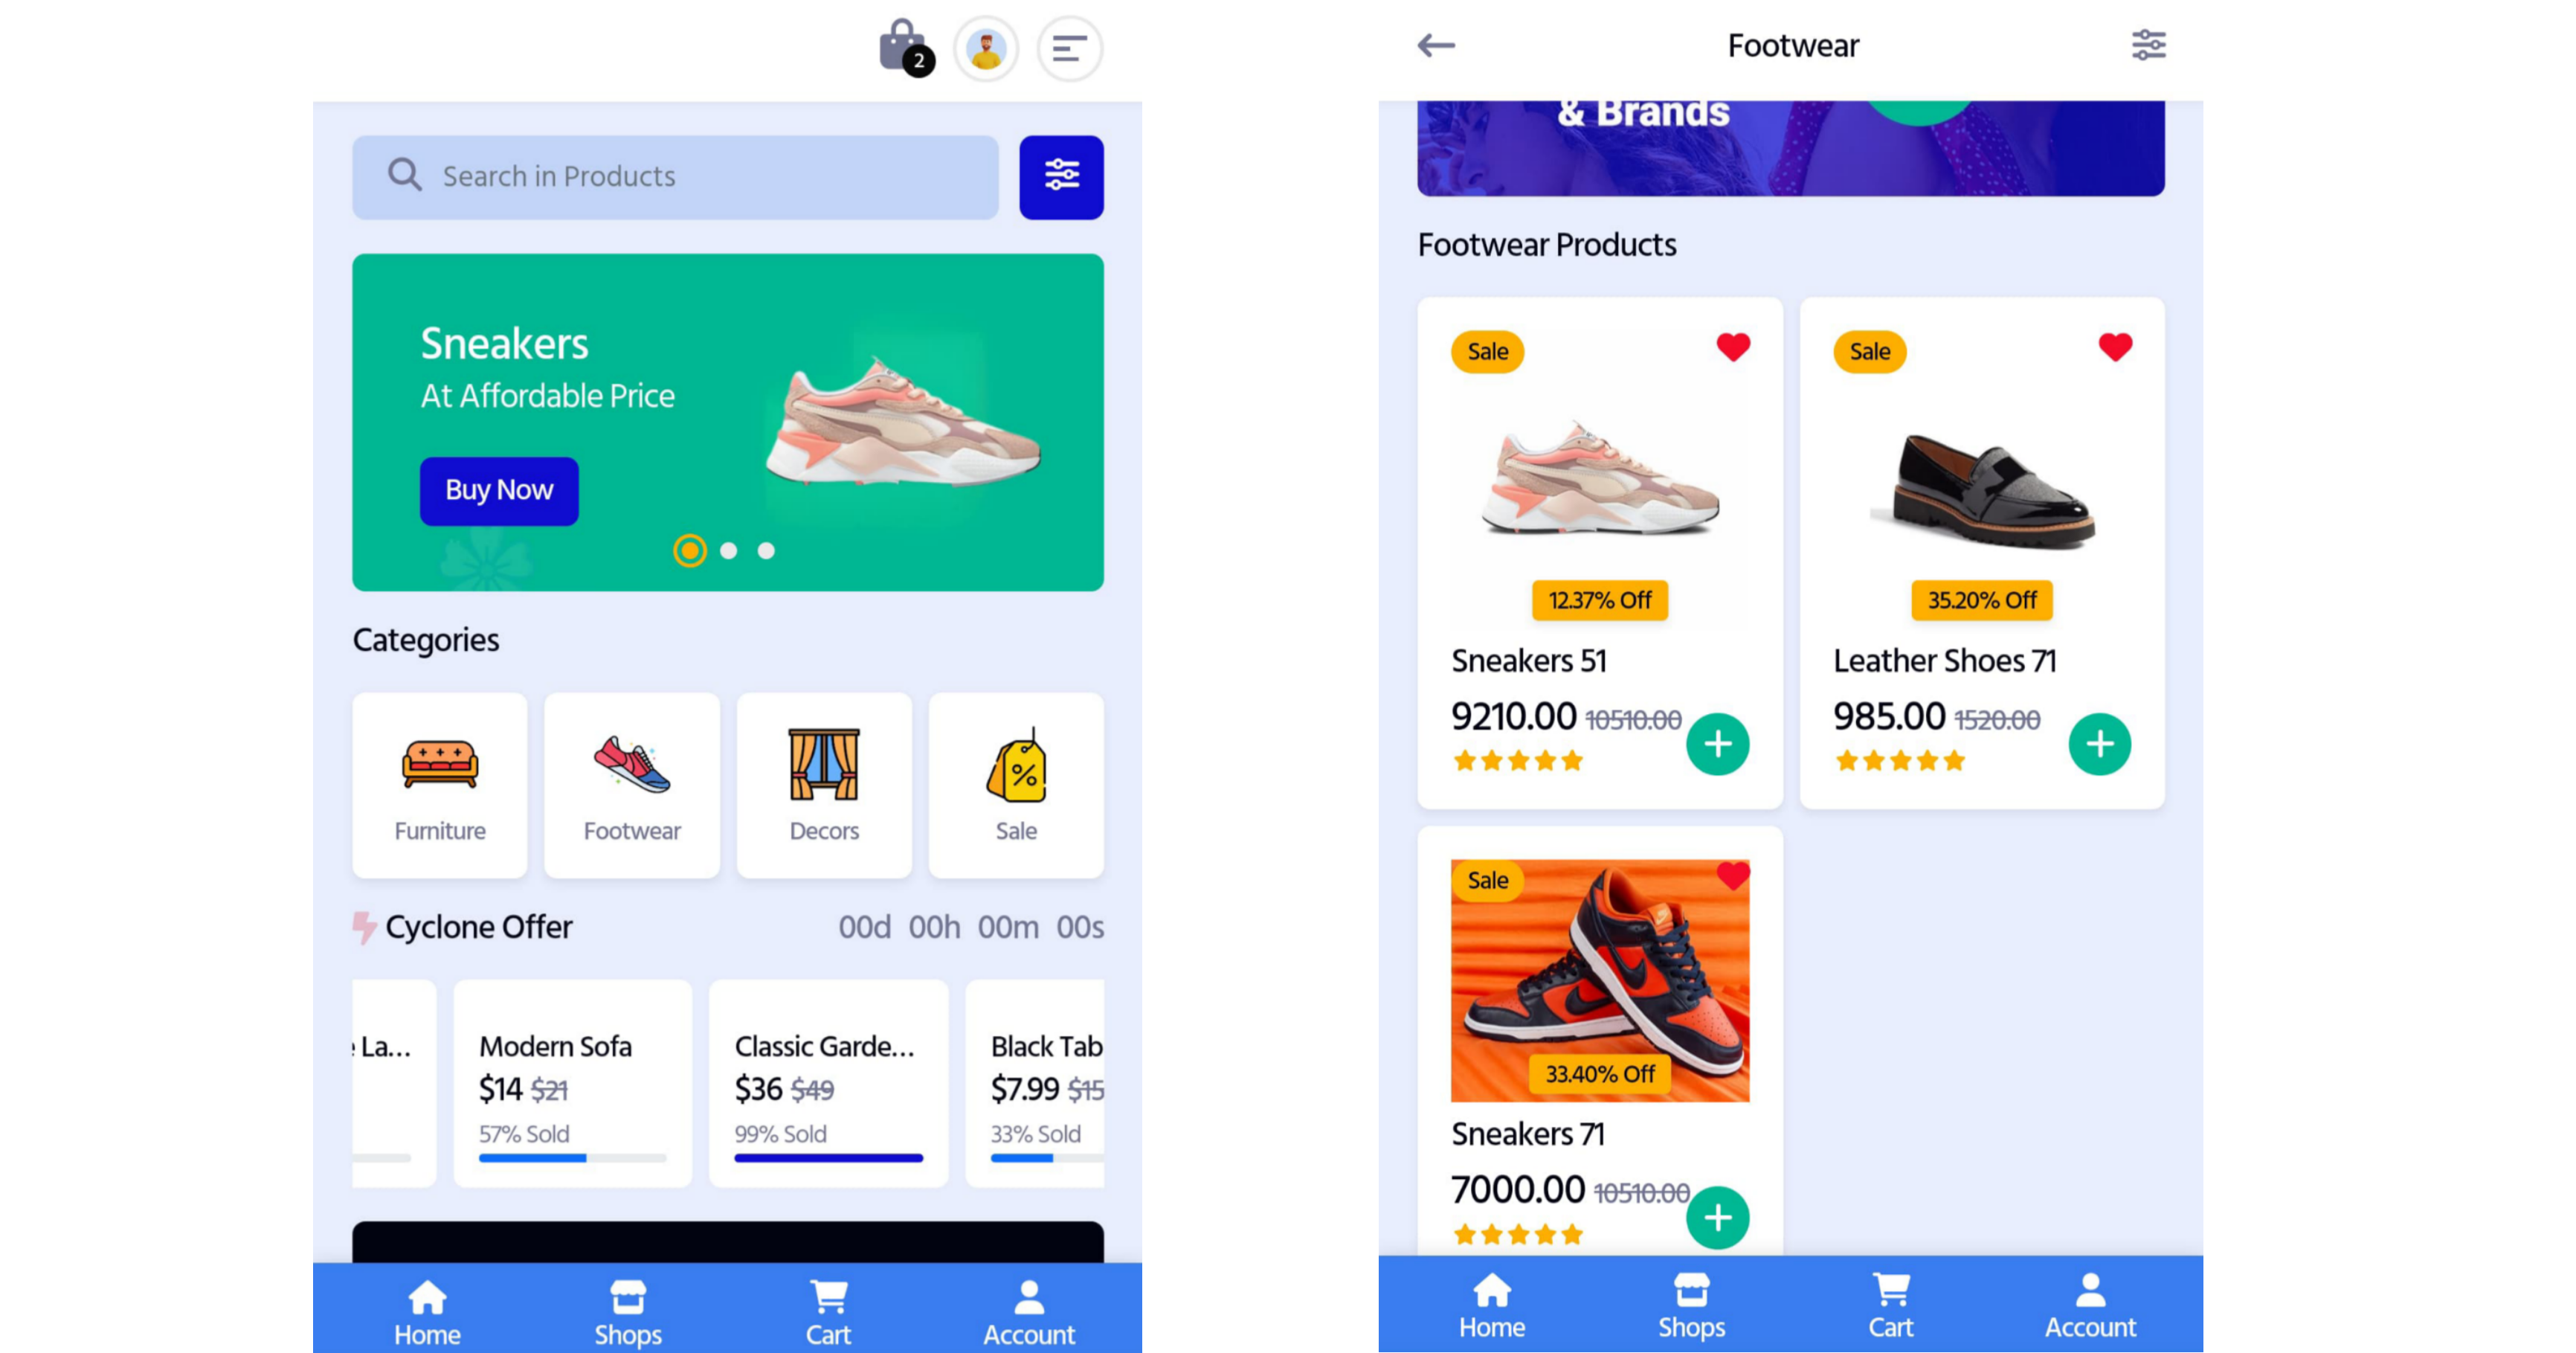 2
Search in Products
Sneakers
At Affordable Price
Buy Now
Categories
Furniture
Footwear
Decors
Sale
Cyclone Offer
00d 00h 00m 00s
La...
Modern Sofa
$14 $21
57% Sold
Classic Garde...
$36 $49
99% Sold
Black Tab
$7.99 $15
33% Sold
Home
Shops
Cart
Account
Footwear
& Brands
Footwear Products
Sale
12.37% Off
Sneakers 51
9210.00 10510.00
Sale
35.20% Off
Leather Shoes 71
985.00 1520.00
Sale
33.40% Off
Sneakers 71
7000.00 10510.00
Home
Shops
Cart
Account